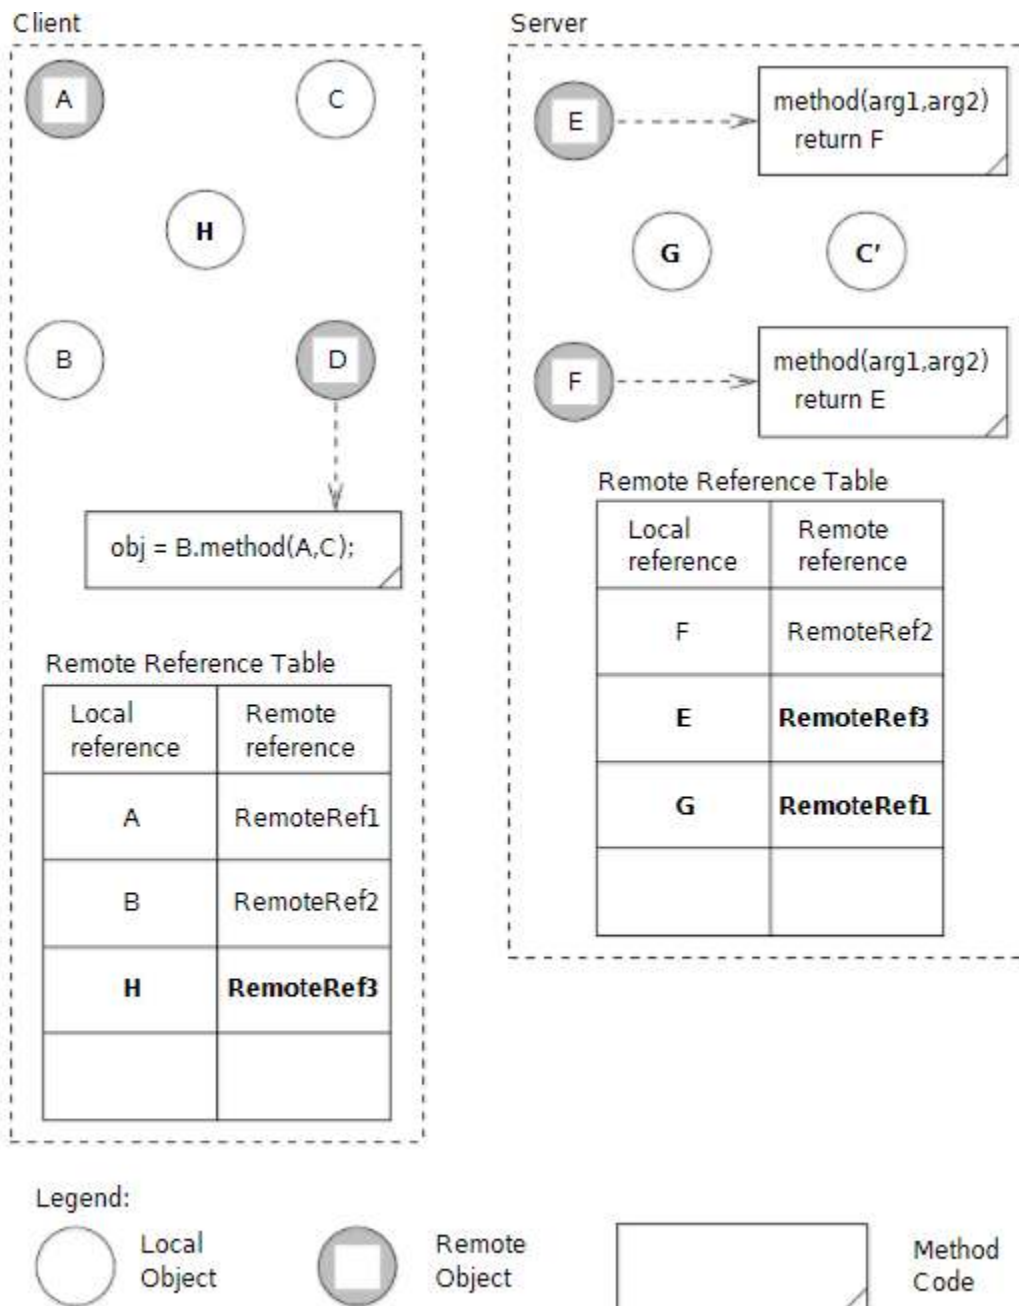 Client
A
C
H
B
D
obj = B.method(A,C);
Remote Reference Table
Local reference
Remote reference
A
RemoteRef1
B
RemoteRef2
H
RemoteRef3
Server
E
method(arg1,arg2)
return F
G
C'
F
method(arg1,arg2)
return E
Remote Reference Table
Local reference
Remote reference
F
RemoteRef2
E
RemoteRef3
G
RemoteRef1
Legend:
Local Object
Remote Object
Method Code